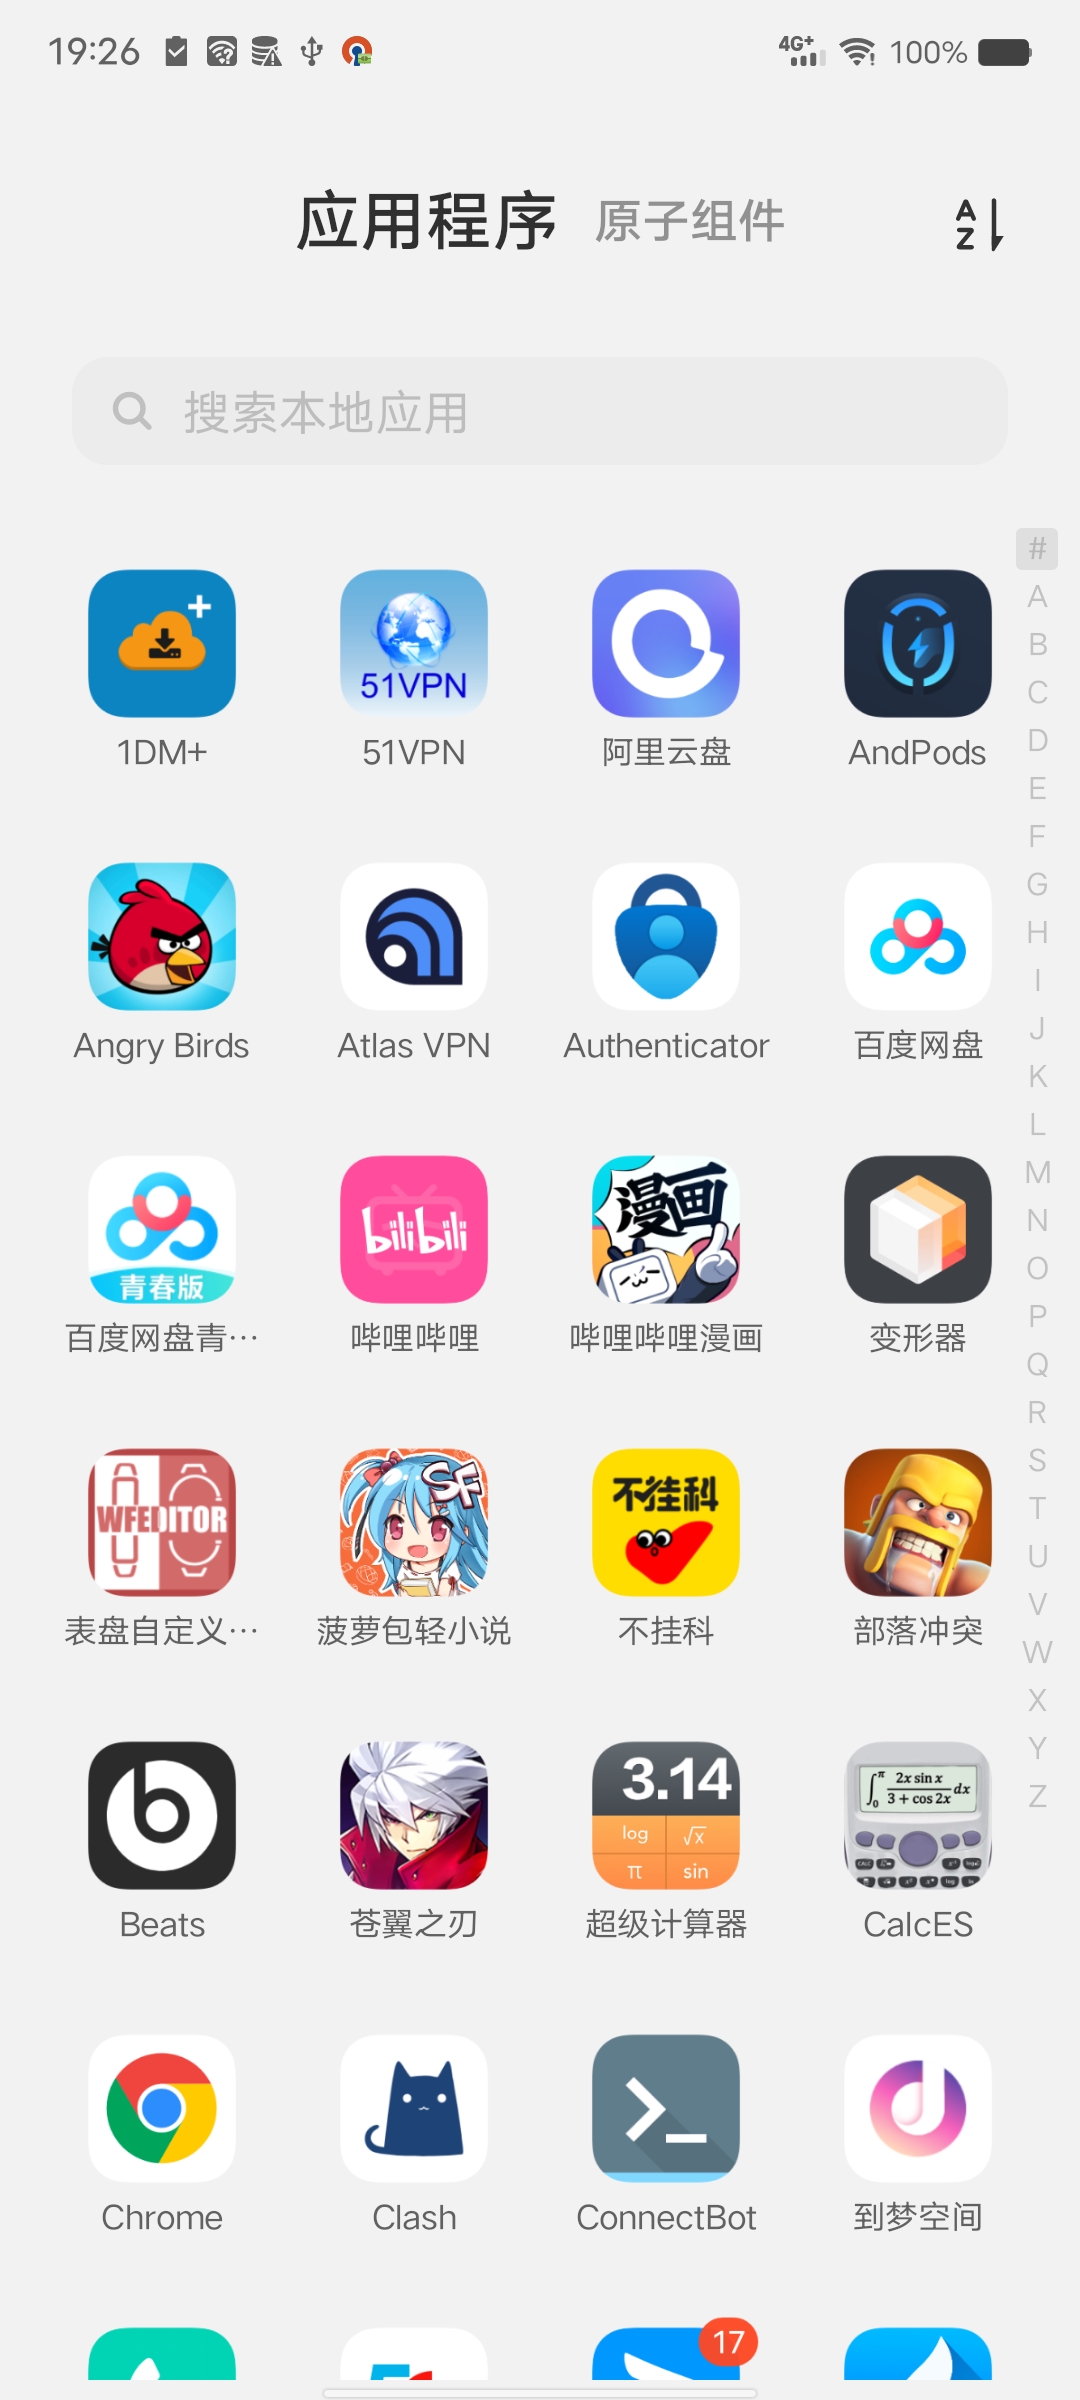 19:26
4G+
100%
应用程序 原子组件
A
Z
搜索本地应用
#
A
B
C
D
E
F
G
H
I
J
K
L
M
N
O
P
Q
R
S
T
U
V
W
X
Y
Z
51VPN
1DM+ 51VPN 阿里云盘 AndPods
Angry Birds Atlas VPN Authenticator 百度网盘
青春版
bilibili
漫画
百度网盘青… 哔哩哔哩 哔哩哔哩漫画 变形器
WFEDITOR
SF
不挂科
表盘自定义… 菠萝包轻小说 不挂科 部落冲突
3.14
log √x
π sin
∫₀^π 2x sin x / 3 + cos 2x dx
Beats 苍翼之刃 超级计算器 CalcES
Chrome Clash ConnectBot 到梦空间
17